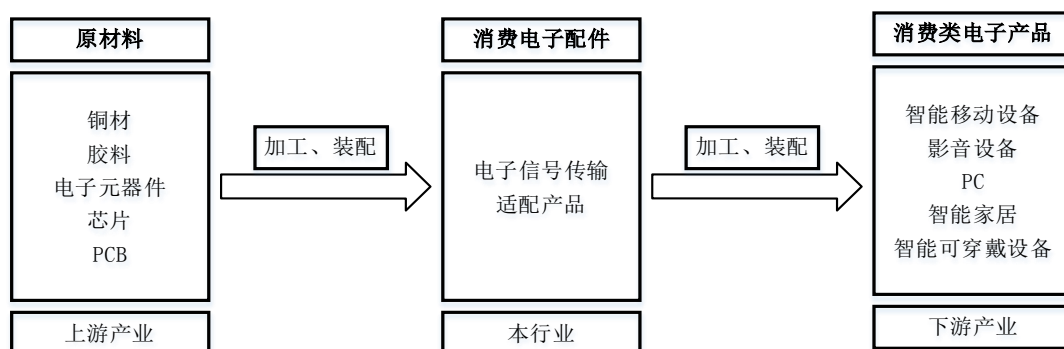 原材料
铜材
胶料
电子元器件
芯片
PCB
上游产业
加工、装配
消费电子配件
电子信号传输
适配产品
本行业
加工、装配
消费类电子产品
智能移动设备
影音设备
PC
智能家居
智能可穿戴设备
下游产业